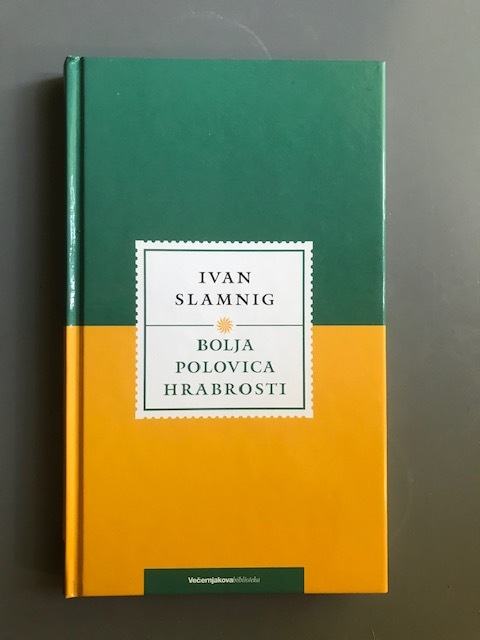 IVAN
SLAMNIG
BOLJA
POLOVICA
HRABROSTI
Večernjakovabiblioteka